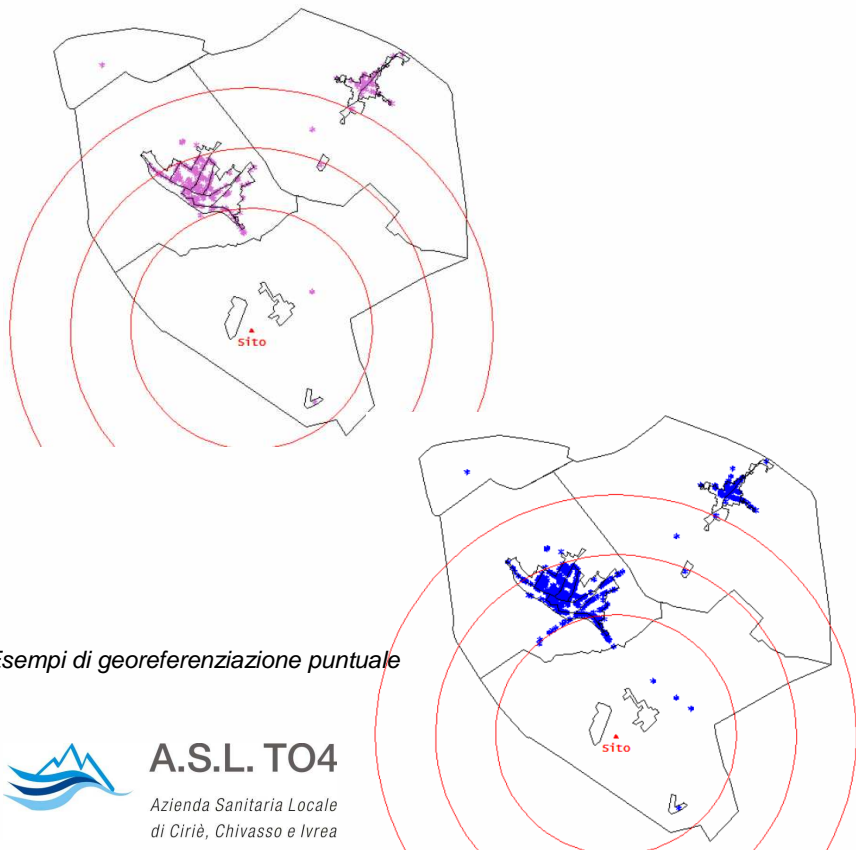 Sito
Sito
Esempi di georeferenziazione puntuale
A.S.L. TO4
Azienda Sanitaria Locale
di Ciriè, Chivasso e Ivrea